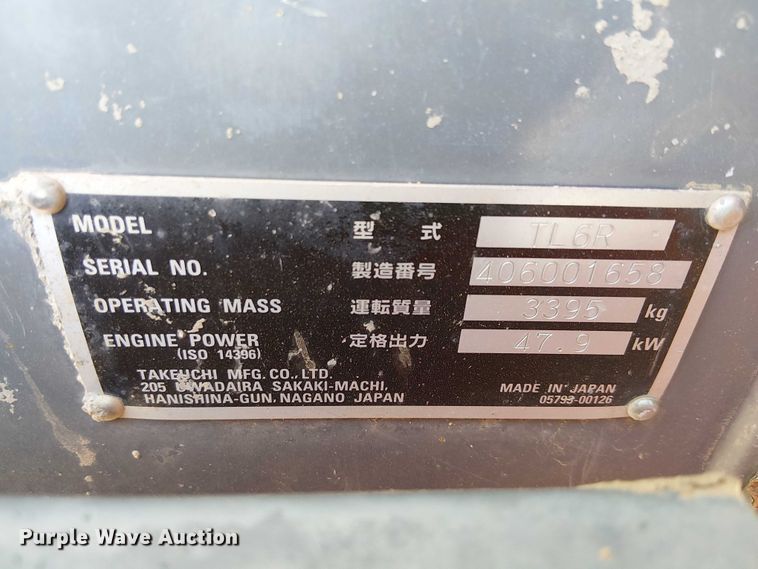 MODEL 型 式 TL6R
SERIAL NO. 製造番号 406001658
OPERATING MASS 運転質量 3395 kg
ENGINE POWER 定格出力 47.9 kW
(ISO 14396)
TAKEUCHI MFG. CO., LTD.
205 UWADAIRA SAKAKI-MACHI,
HANISHINA-GUN, NAGANO JAPAN
MADE IN JAPAN
05793-00126
Purple Wave Auction